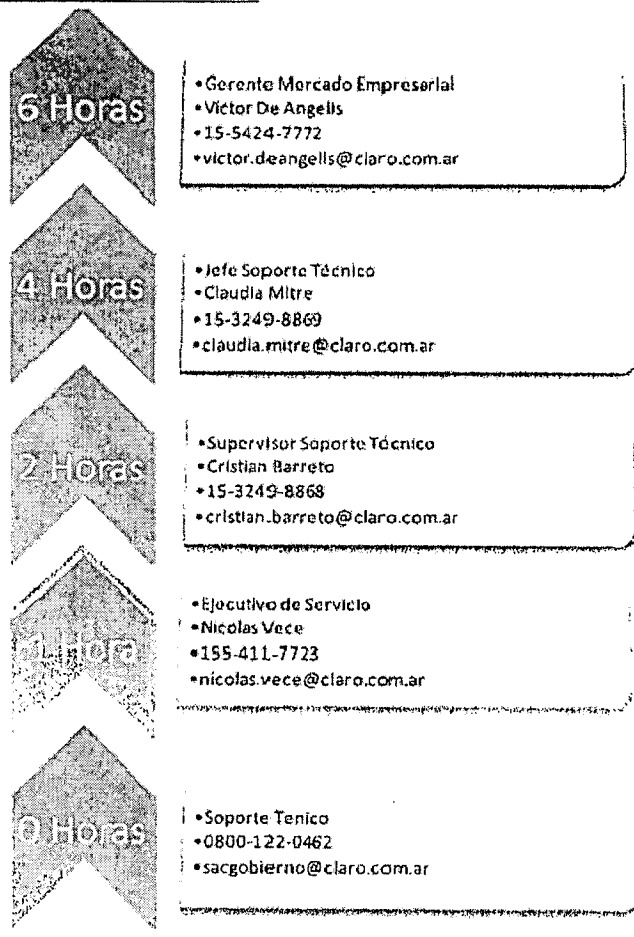 6 Horas
•Gerente Mercado Empresarial
•Victor De Angelis
•15-5424-7772
•victor.deangelis@claro.com.ar
4 Horas
•Jefe Soporte Técnico
•Claudia Mitre
•15-3249-8869
•claudia.mitre@claro.com.ar
2 Horas
•Supervisor Soporte Técnico
•Cristian Barreto
•15-3249-8868
•cristian.barreto@claro.com.ar
1 Hora
•Ejecutivo de Servicio
•Nicolas Vece
•155-411-7723
•nicolas.vece@claro.com.ar
0 Horas
•Soporte Tenico
•0800-122-0462
•sacgobierno@claro.com.ar